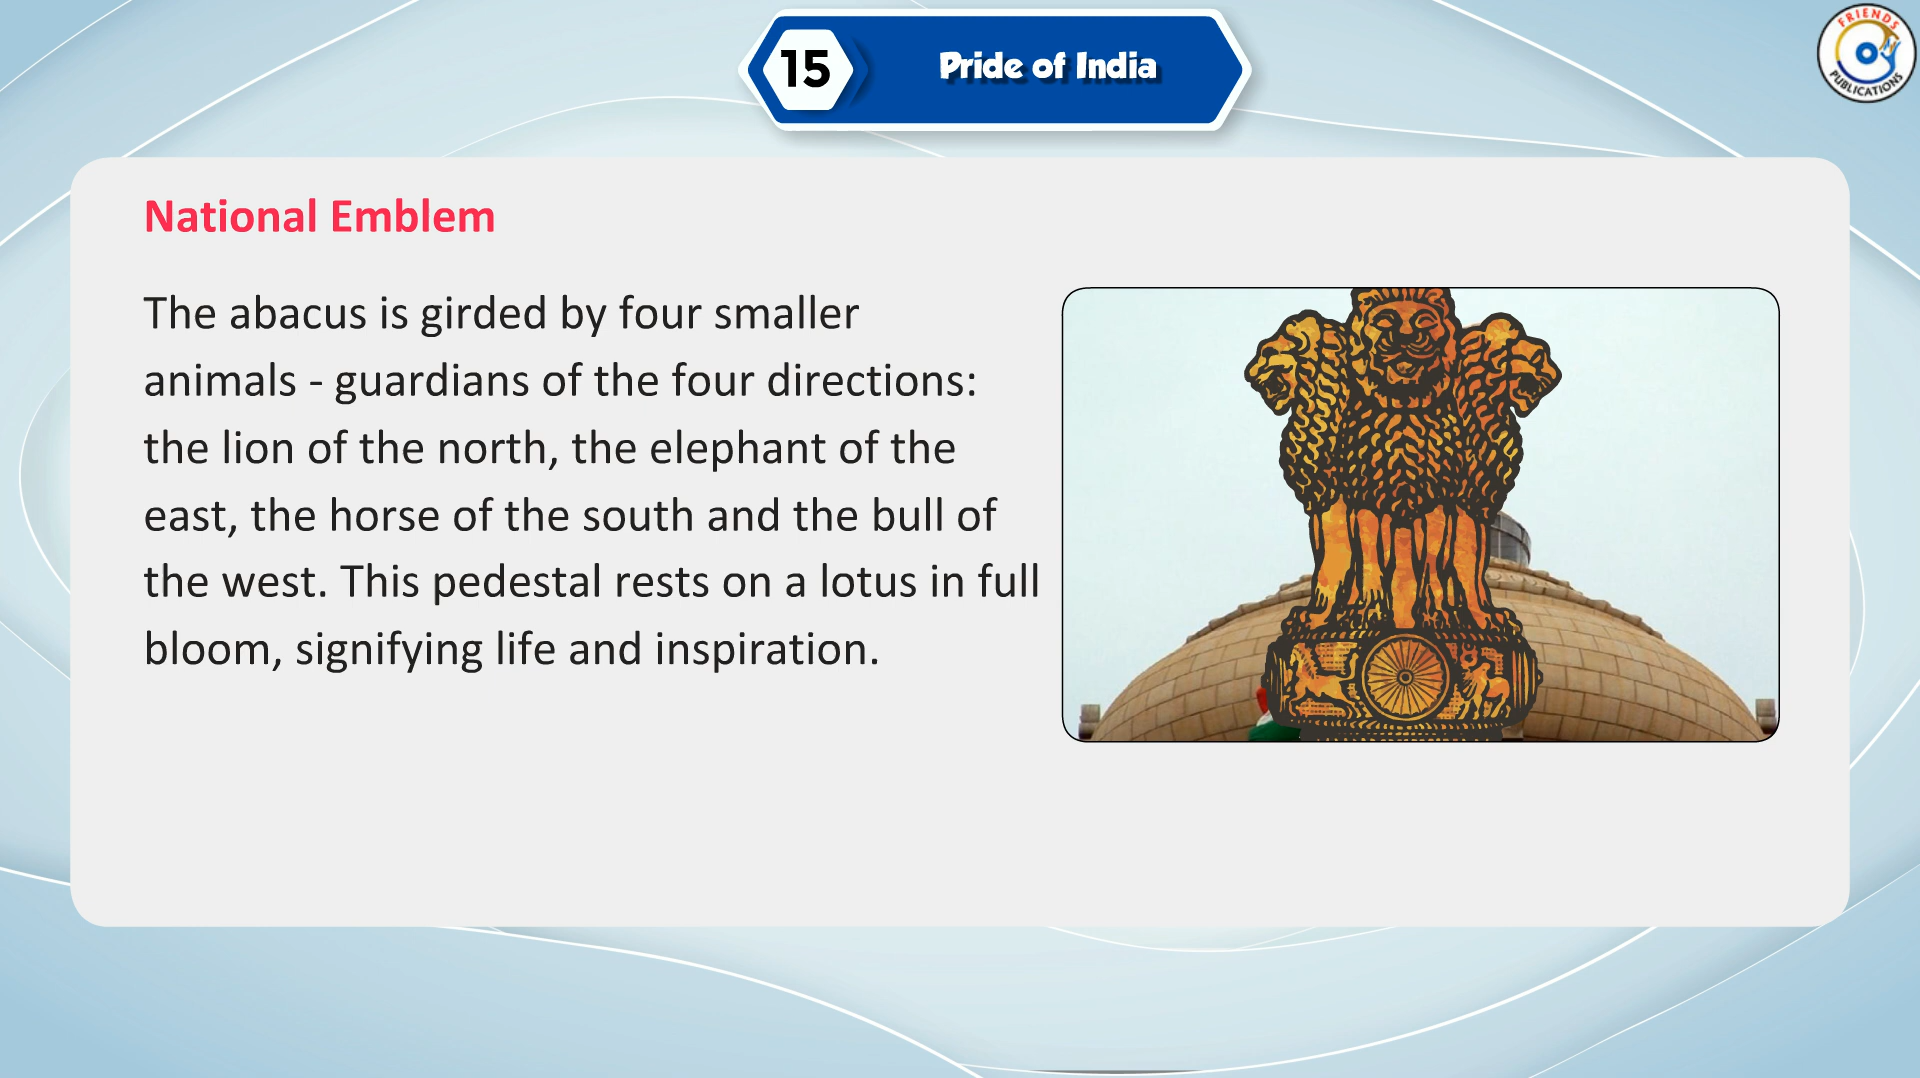 15
Pride of India
FRIENDS
PUBLICATIONS
National Emblem
The abacus is girded by four smaller
animals - guardians of the four directions:
the lion of the north, the elephant of the
east, the horse of the south and the bull of
the west. This pedestal rests on a lotus in full
bloom, signifying life and inspiration.